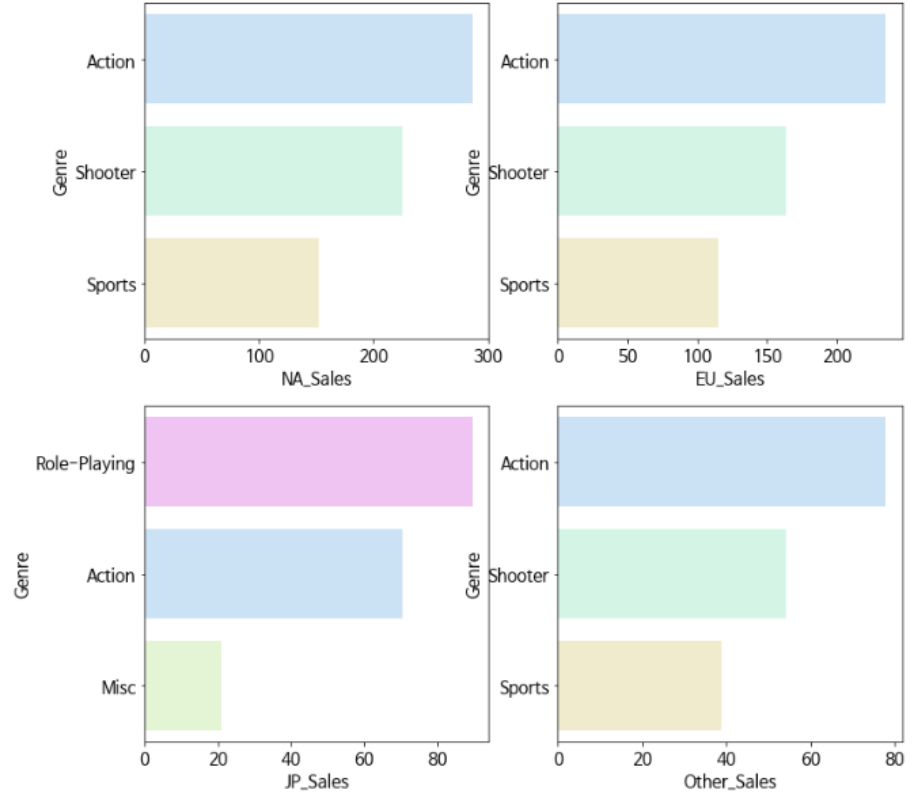 Genre
Action
Shooter
Sports
0 100 200 300
NA_Sales
Genre
Action
Shooter
Sports
0 50 100 150 200
EU_Sales
Genre
Role-Playing
Action
Misc
0 20 40 60 80
JP_Sales
Genre
Action
Shooter
Sports
0 20 40 60 80
Other_Sales